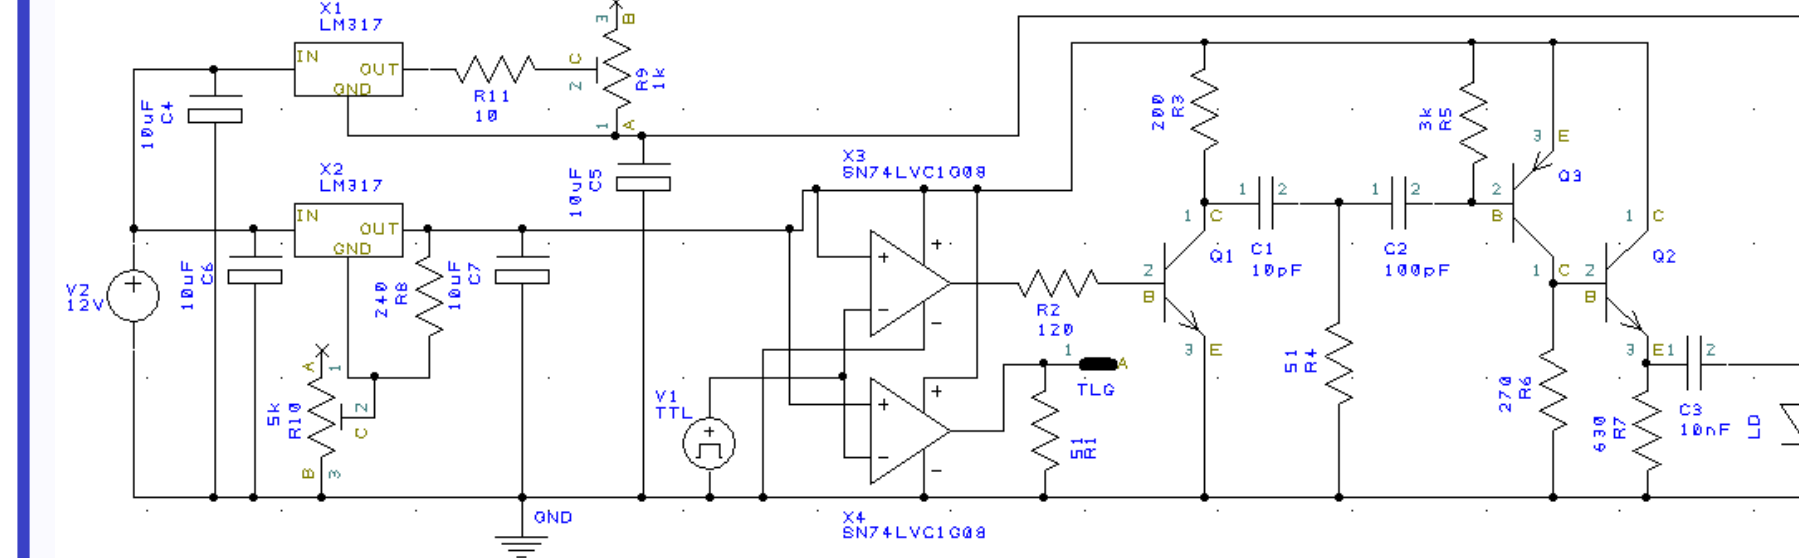 X1
LM317
IN
OUT
GND
R11
10
C
2
3
B
R9
1k
1
A
10uF
C4
X2
LM317
IN
OUT
GND
10uF
C6
V2
12V
240
R8
10uF
C7
10uF
C5
A
1
5k
R10
2
C
B
3
GND
V1
TTL
X3
SN74LVC1G08
X4
SN74LVC1G08
R2
120
1
A
TLG
51
R1
200
R3
1
C
2
B
Q1
3
E
1
2
C1
10pF
51
R4
1
2
C2
100pF
3k
R5
3
E
2
B
Q3
1
C
270
R6
1
C
2
B
Q2
3
E
1
2
C3
10nF
630
R7
LD